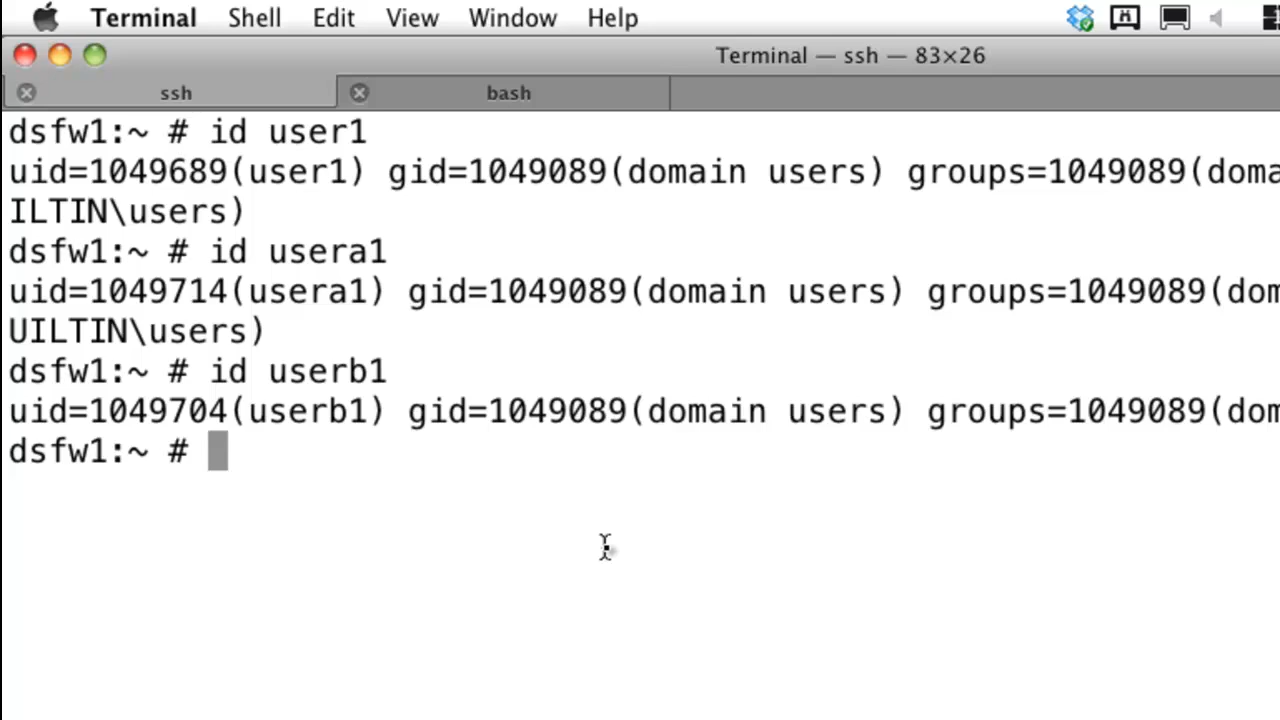 Terminal Shell Edit View Window Help
Terminal — ssh — 83×26
ssh bash
dsfw1:~ # id user1
uid=1049689(user1) gid=1049089(domain users) groups=1049089(doma
ILTIN\users)
dsfw1:~ # id usera1
uid=1049714(usera1) gid=1049089(domain users) groups=1049089(dom
UILTIN\users)
dsfw1:~ # id userb1
uid=1049704(userb1) gid=1049089(domain users) groups=1049089(dom
dsfw1:~ #